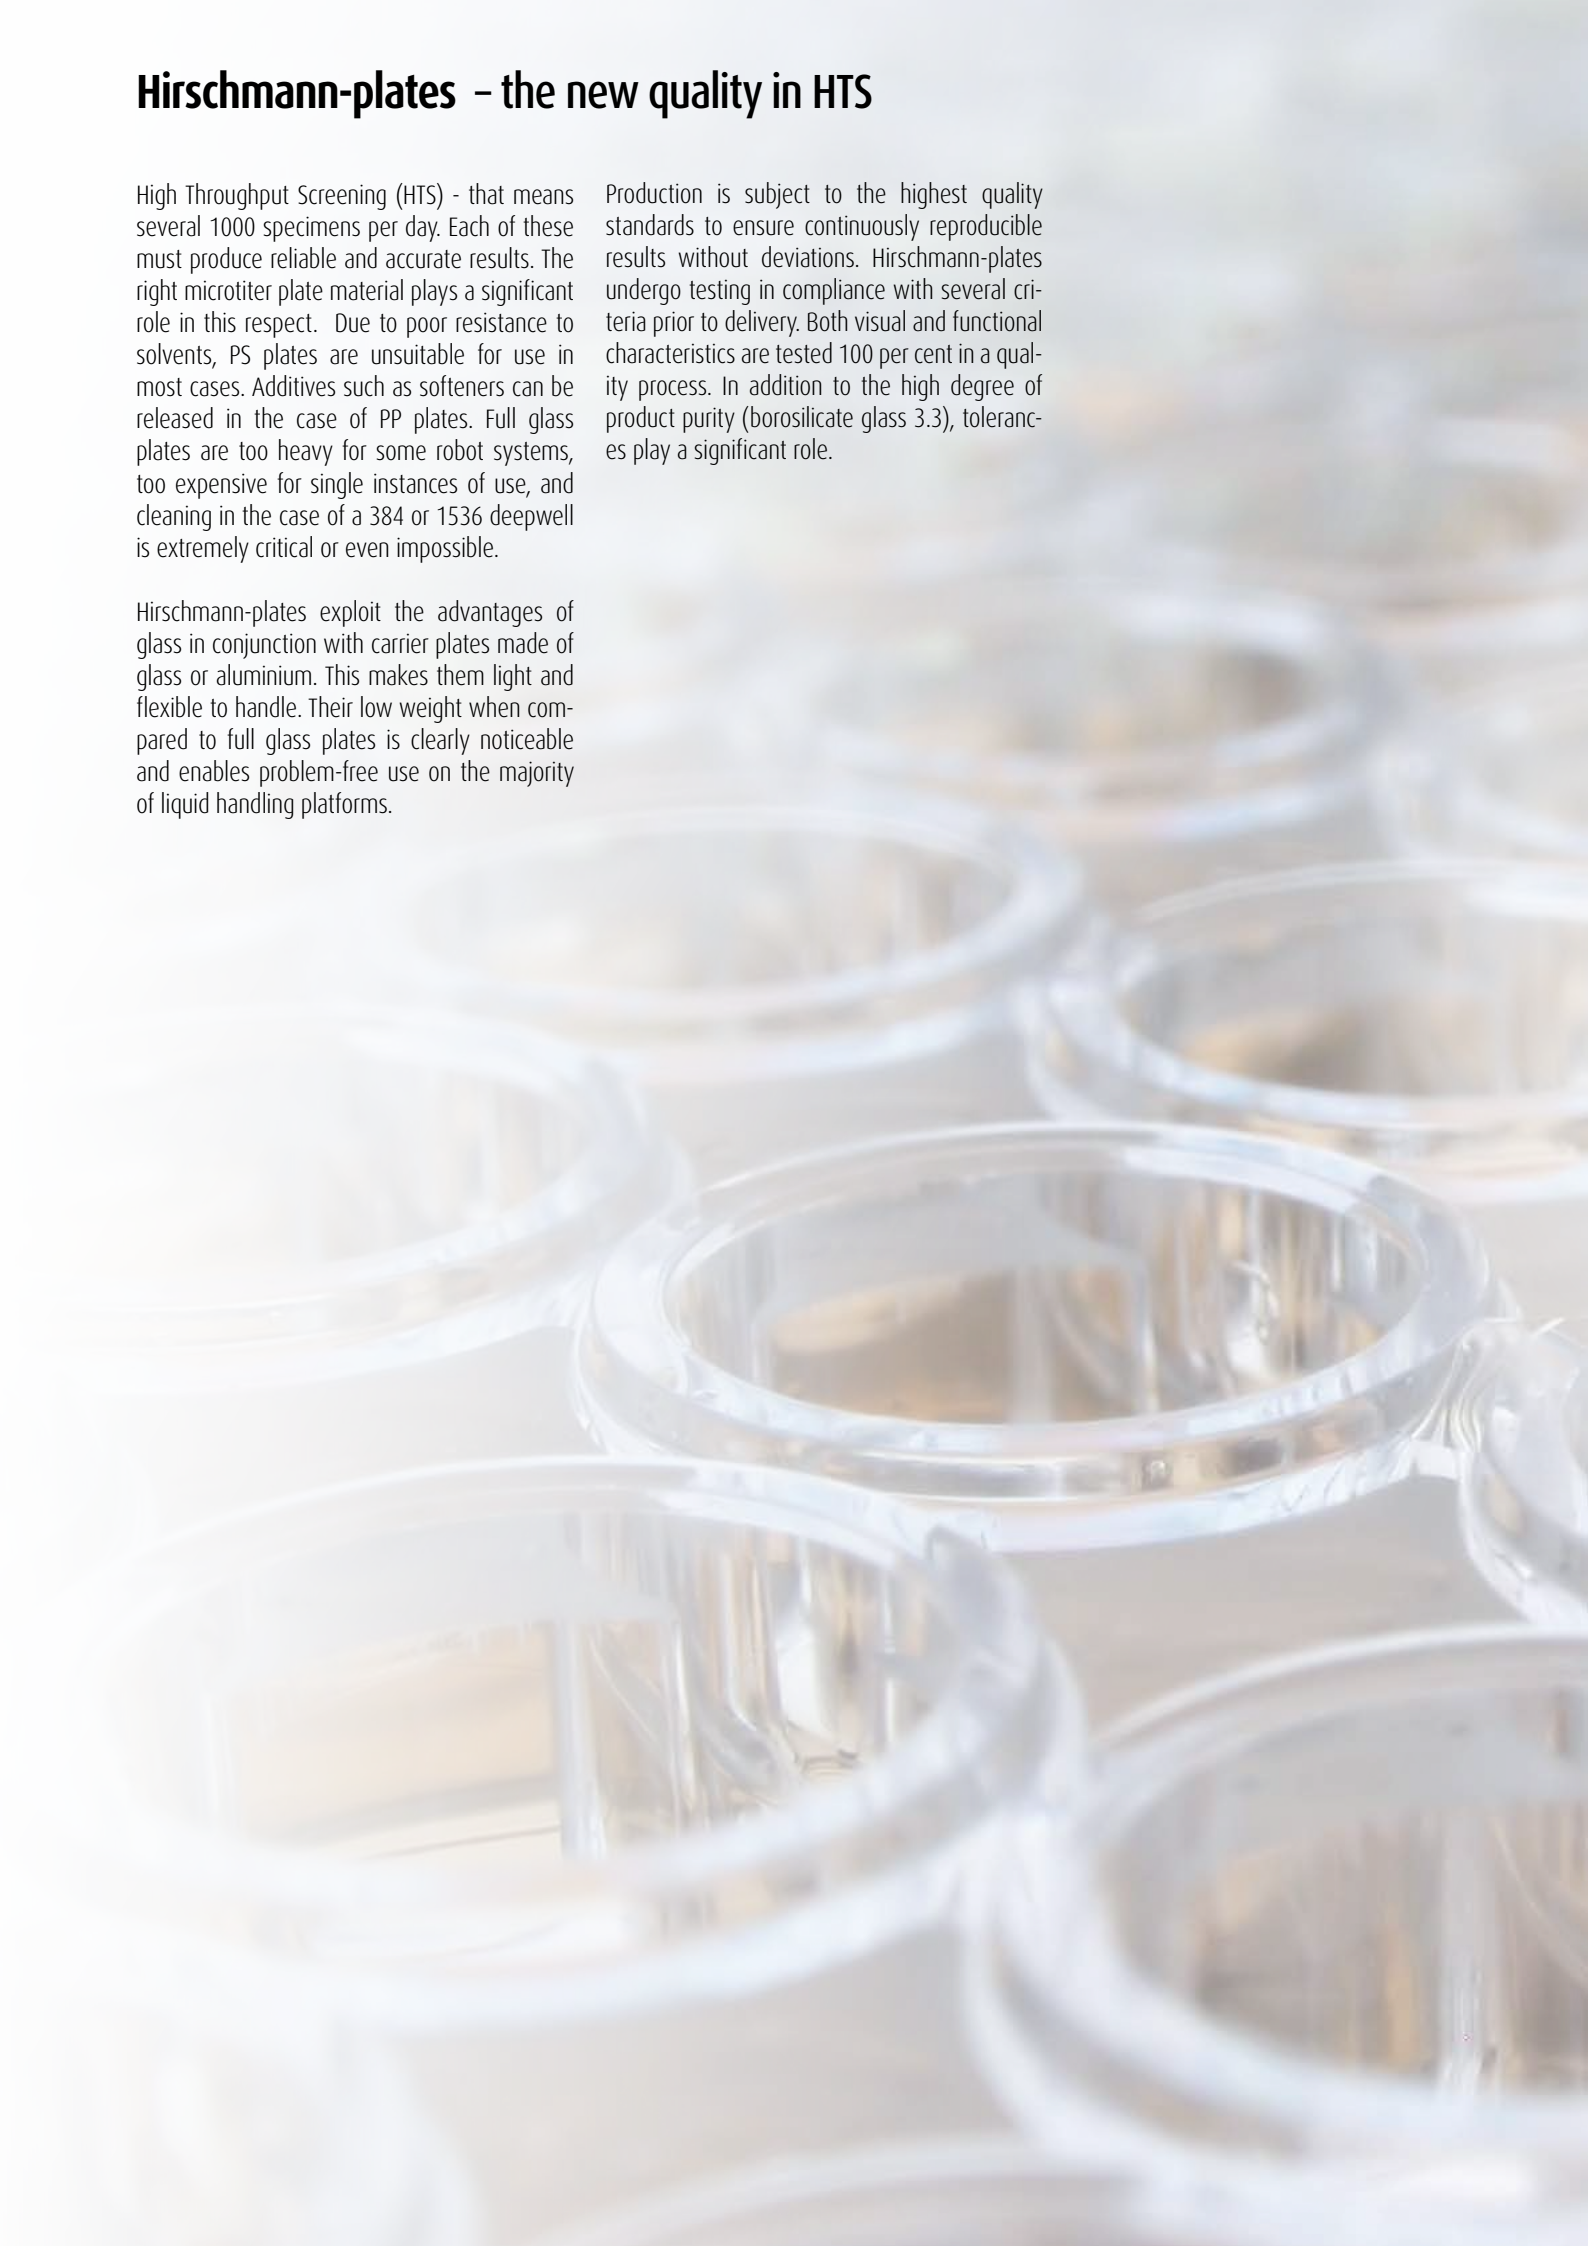 Hirschmann-plates – the new quality in HTS
High Throughput Screening (HTS) - that means
several 1000 specimens per day. Each of these
must produce reliable and accurate results. The
right microtiter plate material plays a significant
role in this respect. Due to poor resistance to
solvents, PS plates are unsuitable for use in
most cases. Additives such as softeners can be
released in the case of PP plates. Full glass
plates are too heavy for some robot systems,
too expensive for single instances of use, and
cleaning in the case of a 384 or 1536 deepwell
is extremely critical or even impossible.
Hirschmann-plates exploit the advantages of
glass in conjunction with carrier plates made of
glass or aluminium. This makes them light and
flexible to handle. Their low weight when com-
pared to full glass plates is clearly noticeable
and enables problem-free use on the majority
of liquid handling platforms.
Production is subject to the highest quality
standards to ensure continuously reproducible
results without deviations. Hirschmann-plates
undergo testing in compliance with several cri-
teria prior to delivery. Both visual and functional
characteristics are tested 100 per cent in a qual-
ity process. In addition to the high degree of
product purity (borosilicate glass 3.3), toleranc-
es play a significant role.